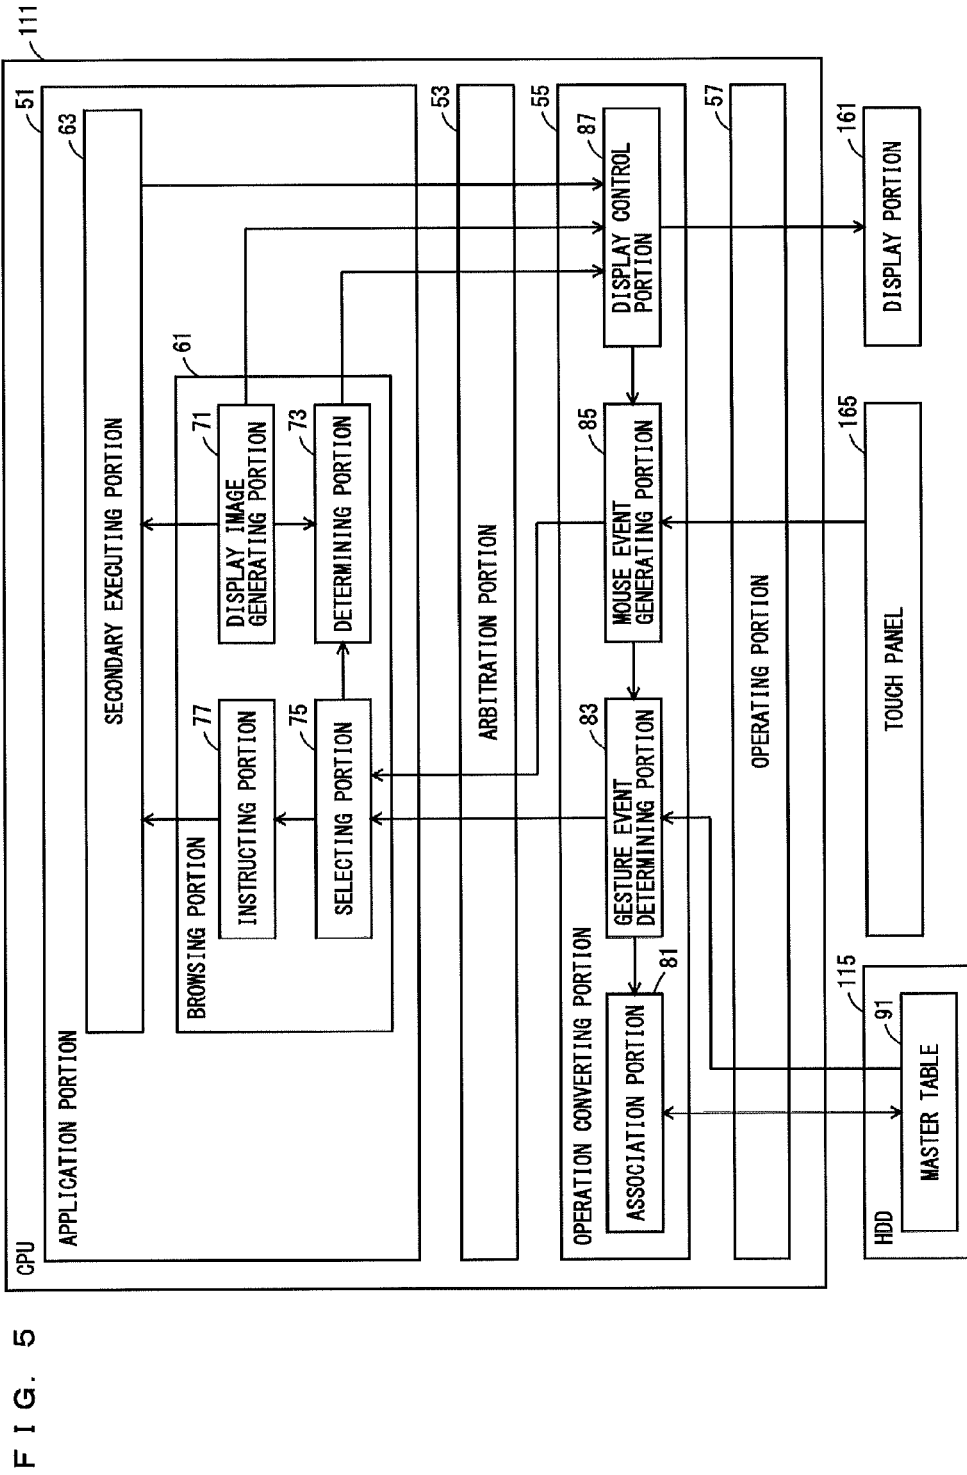 FIG. 5
CPU
111
APPLICATION PORTION
51
SECONDARY EXECUTING PORTION
63
BROWSING PORTION
61
INSTRUCTING PORTION
77
DISPLAY IMAGE
GENERATING PORTION
71
SELECTING PORTION
75
DETERMINING PORTION
73
ARBITRATION PORTION
53
OPERATION CONVERTING PORTION
55
ASSOCIATION PORTION
81
GESTURE EVENT
DETERMINING PORTION
83
MOUSE EVENT
GENERATING PORTION
85
DISPLAY CONTROL
PORTION
87
OPERATING PORTION
57
HDD
115
MASTER TABLE
91
TOUCH PANEL
165
DISPLAY PORTION
161